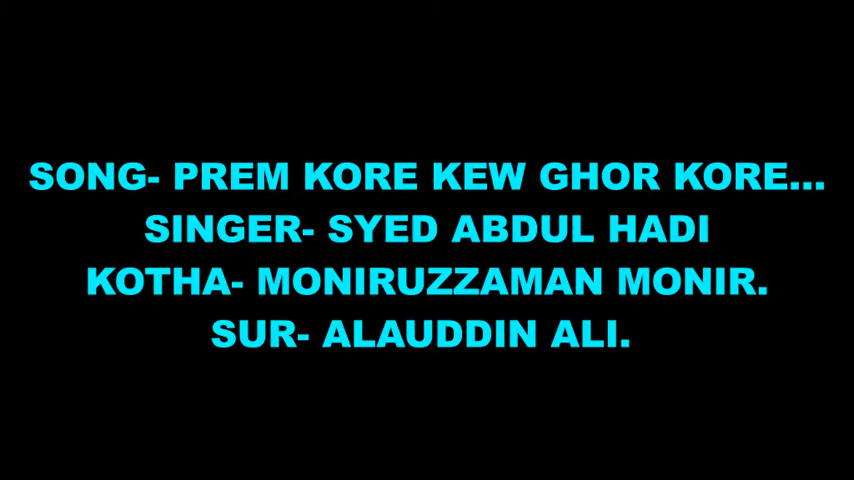 SONG- PREM KORE KEW GHOR KORE...
SINGER- SYED ABDUL HADI
KOTHA- MONIRUZZAMAN MONIR.
SUR- ALAUDDIN ALI.